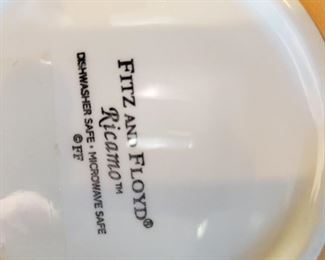 FITZ AND FLOYD®
Ricamo™
DISHWASHER SAFE • MICROWAVE SAFE
©FF